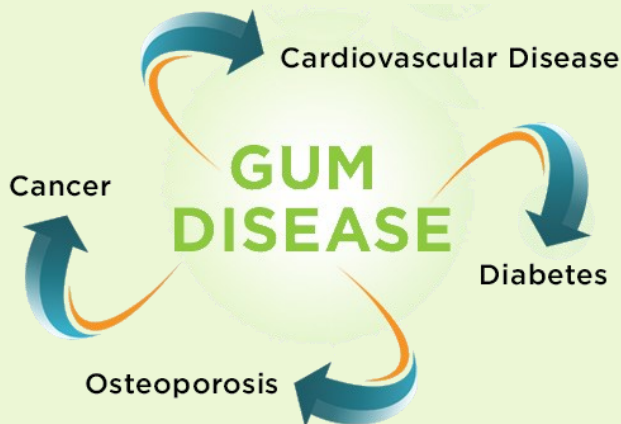 Cardiovascular Disease
GUM
DISEASE
Cancer
Diabetes
Osteoporosis